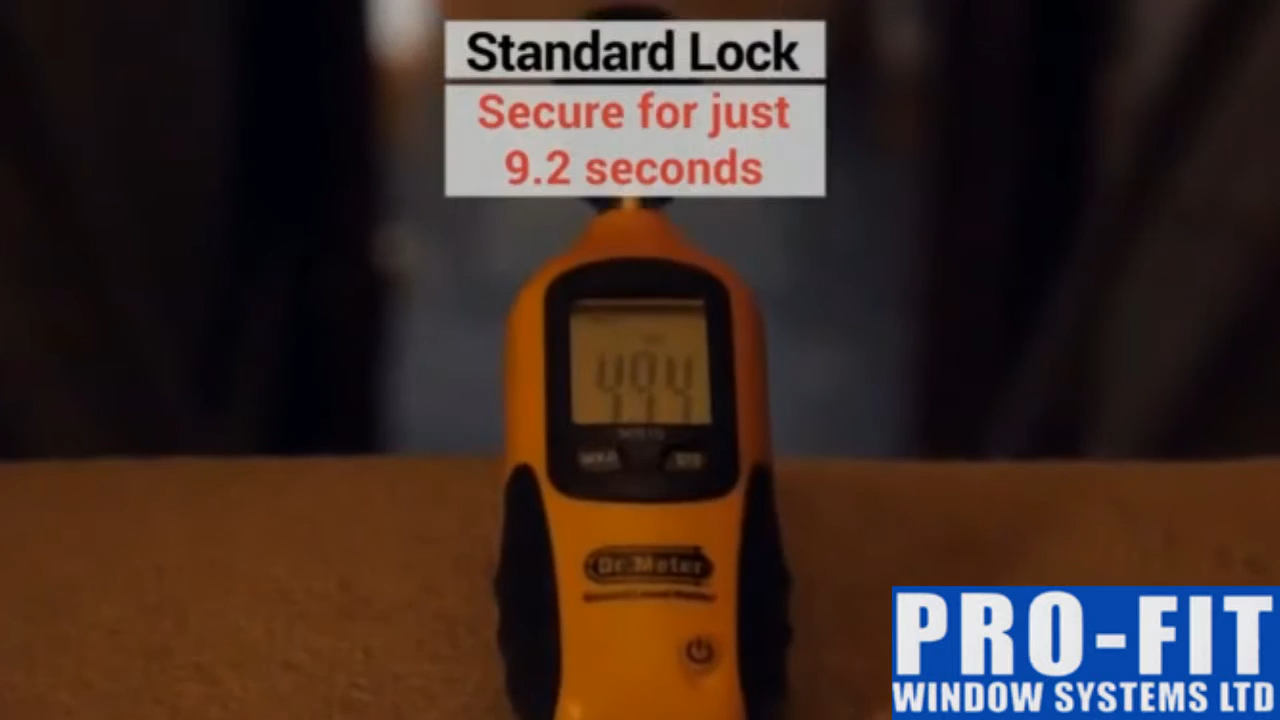 Standard Lock
Secure for just
9.2 seconds
Dr.Meter
PRO-FIT
WINDOW SYSTEMS LTD